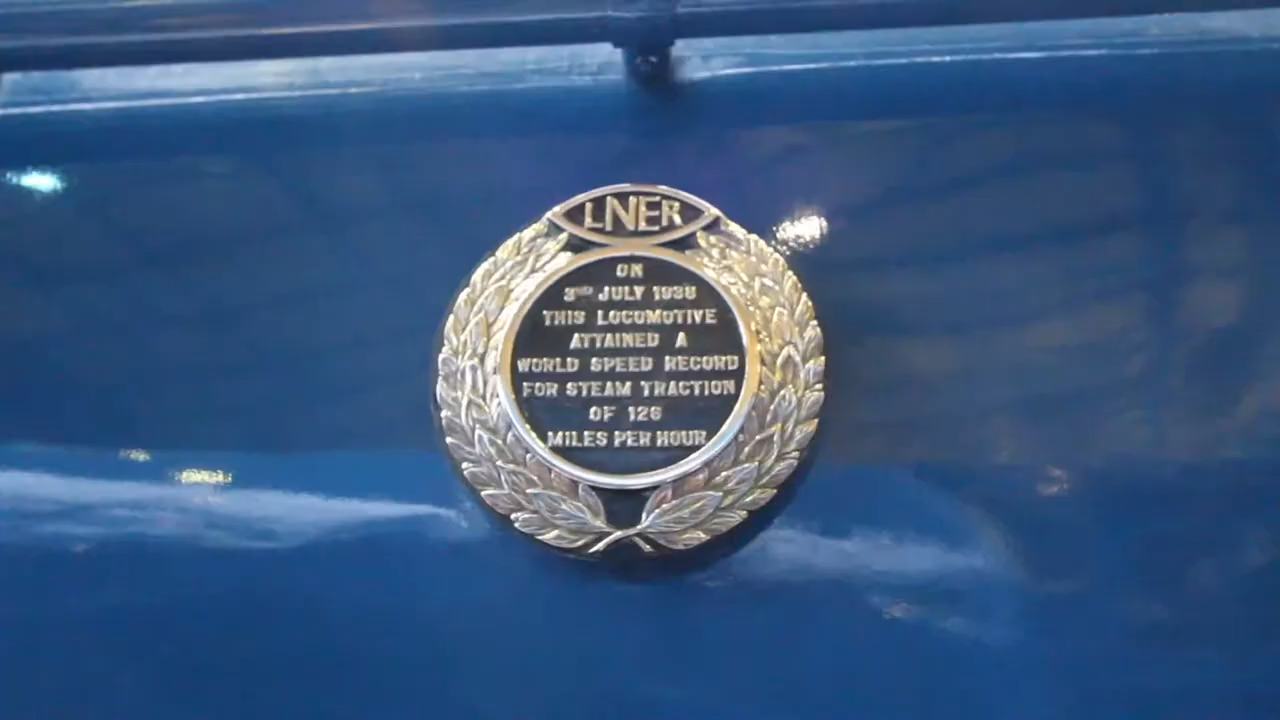 LNER
ON
3RD JULY 1938
THIS LOCOMOTIVE
ATTAINED A
WORLD SPEED RECORD
FOR STEAM TRACTION
OF 126
MILES PER HOUR